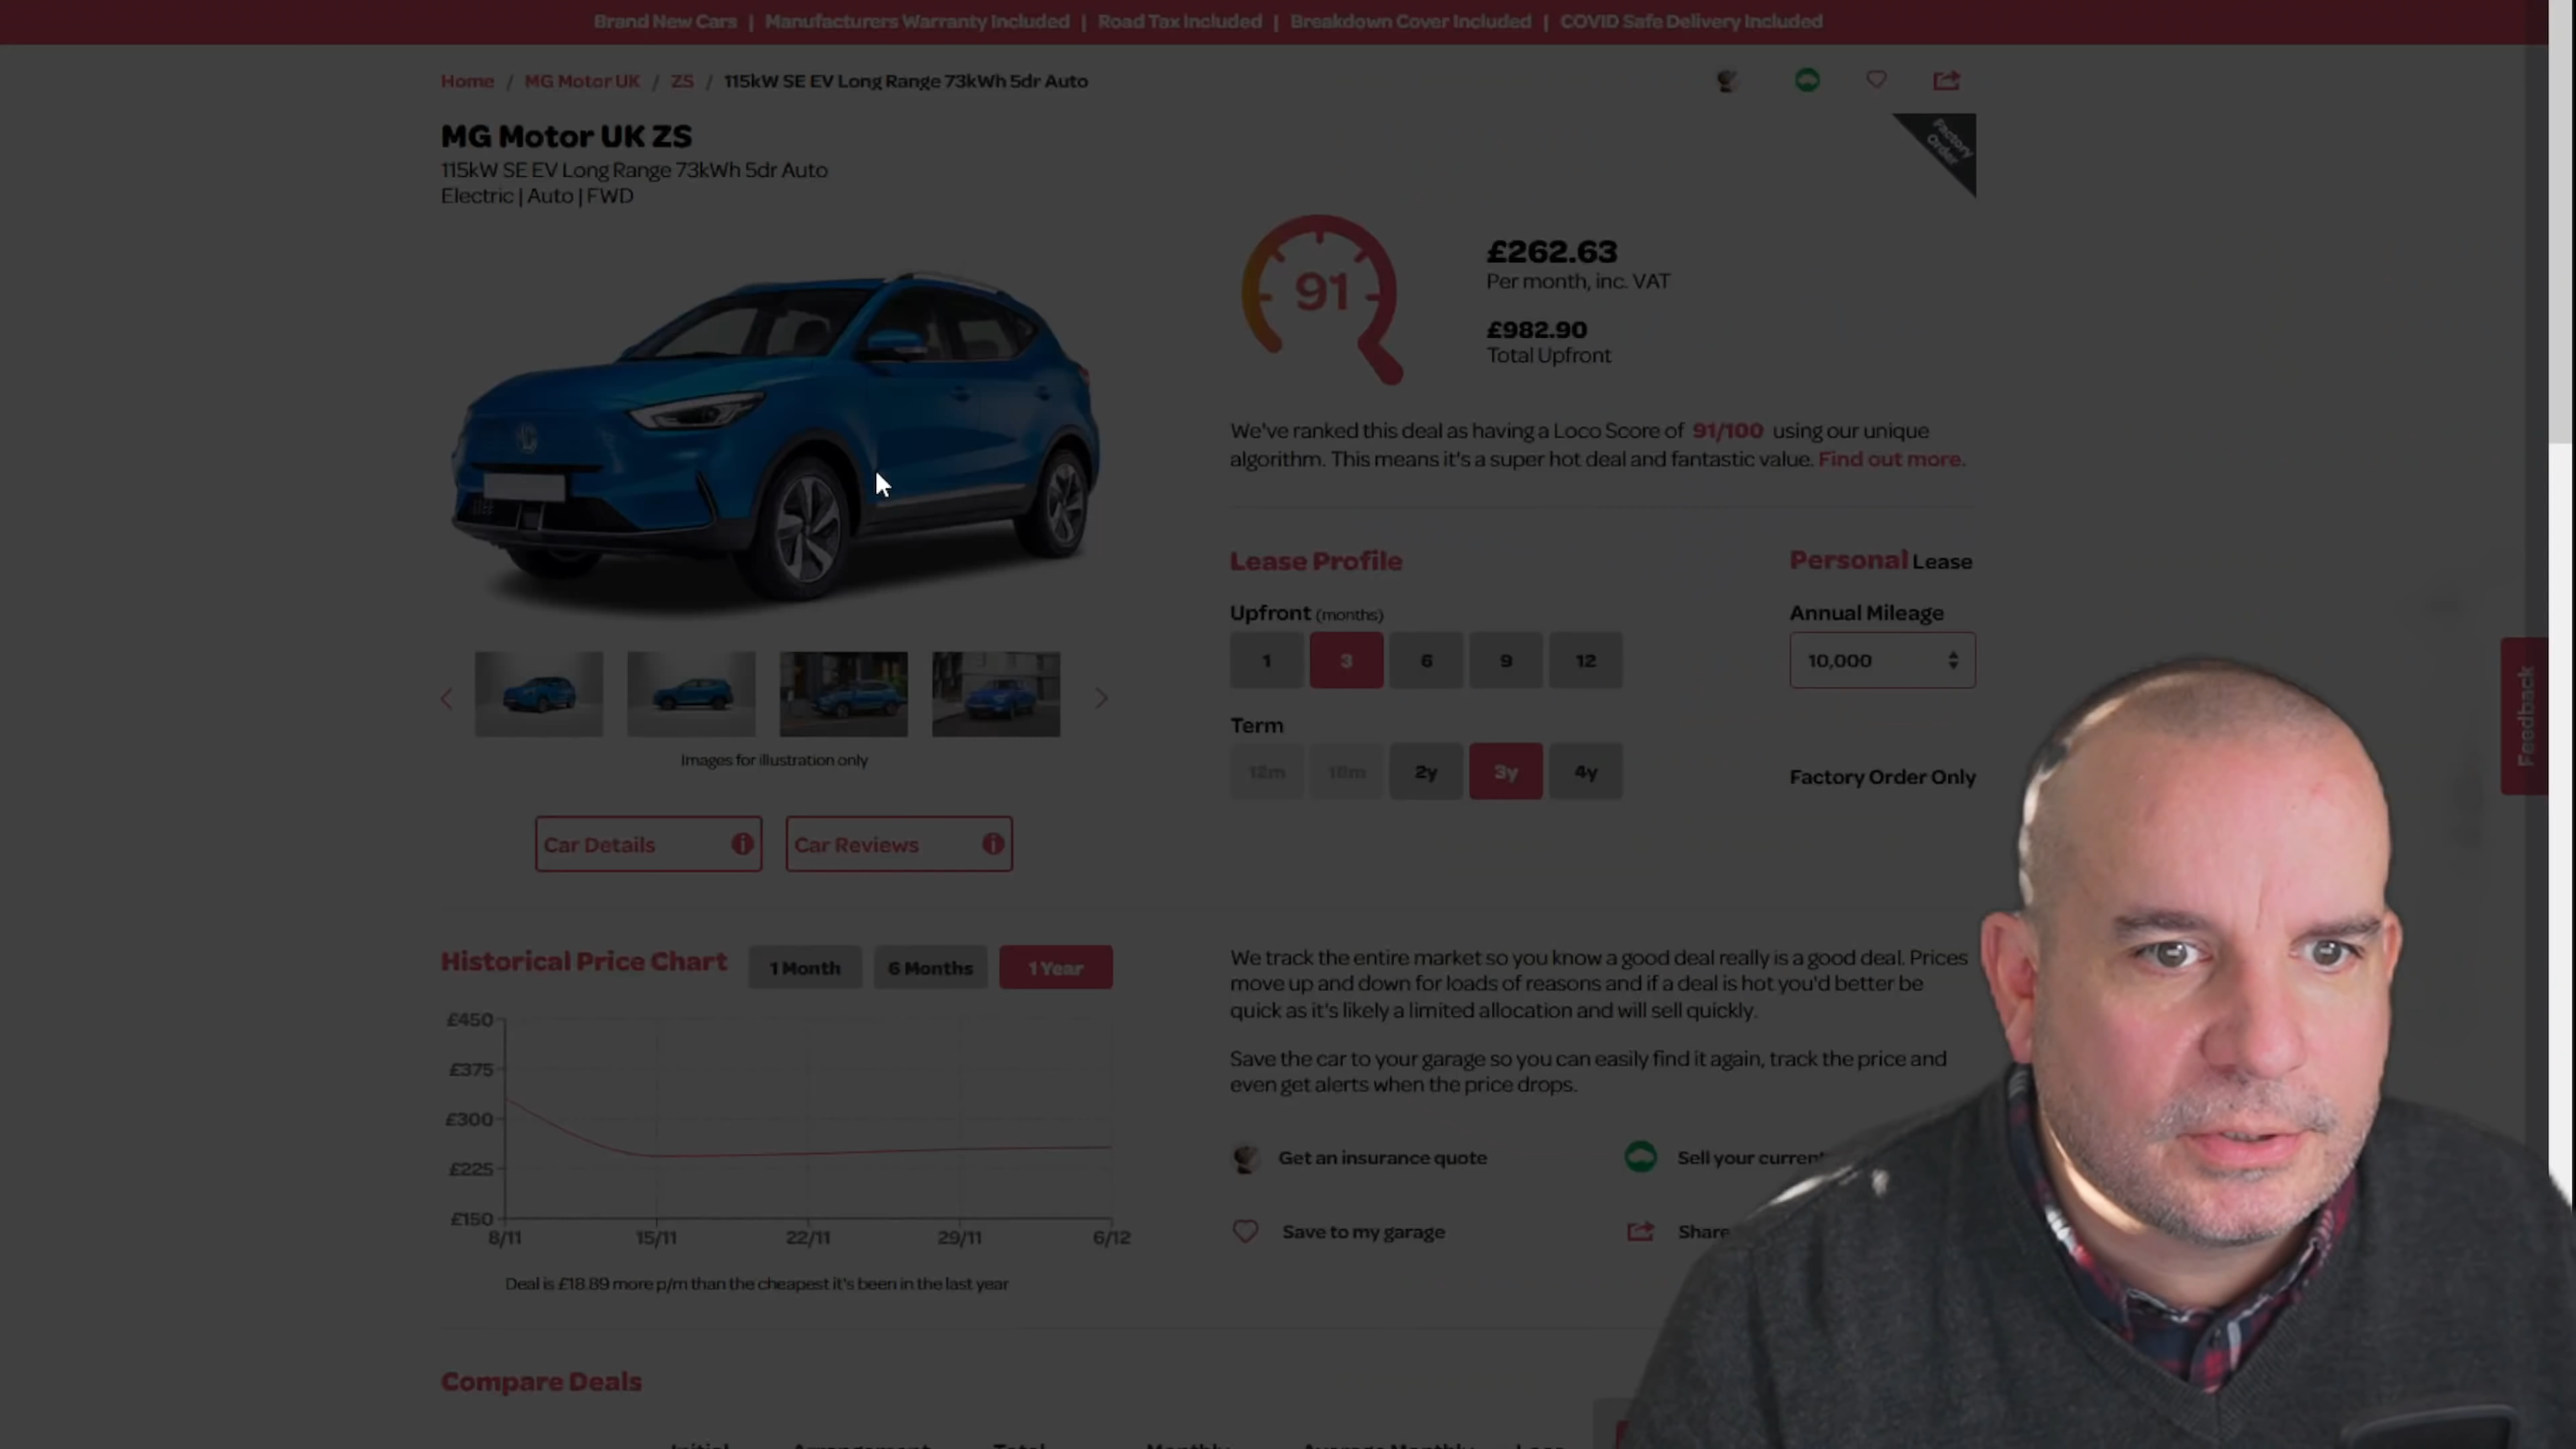 Brand New Cars | Manufacturers Warranty Included | Road Tax Included | Breakdown Cover Included | COVID Safe Delivery Included
Home / MG Motor UK / ZS / 115kW SE EV Long Range 73kWh 5dr Auto
MG Motor UK ZS
115kW SE EV Long Range 73kWh 5dr Auto
Electric | Auto | FWD
Factory
Order
91
£262.63
Per month, inc. VAT
£982.90
Total Upfront
We've ranked this deal as having a Loco Score of 91/100 using our unique
algorithm. This means it's a super hot deal and fantastic value. Find out more.
Lease Profile
Personal Lease
Upfront (months)
1 3 6 9 12
Annual Mileage
10,000
Term
12m 18m 2y 3y 4y
Factory Order Only
Images for illustration only
Car Details
Car Reviews
Feedback
Historical Price Chart
1 Month 6 Months 1 Year
£450
£375
£300
£225
£150
8/11 15/11 22/11 29/11 6/12
Deal is £18.89 more p/m than the cheapest it's been in the last year
We track the entire market so you know a good deal really is a good deal. Prices
move up and down for loads of reasons and if a deal is hot you'd better be
quick as it's likely a limited allocation and will sell quickly.
Save the car to your garage so you can easily find it again, track the price and
even get alerts when the price drops.
Get an insurance quote
Sell your current
Save to my garage
Share
Compare Deals